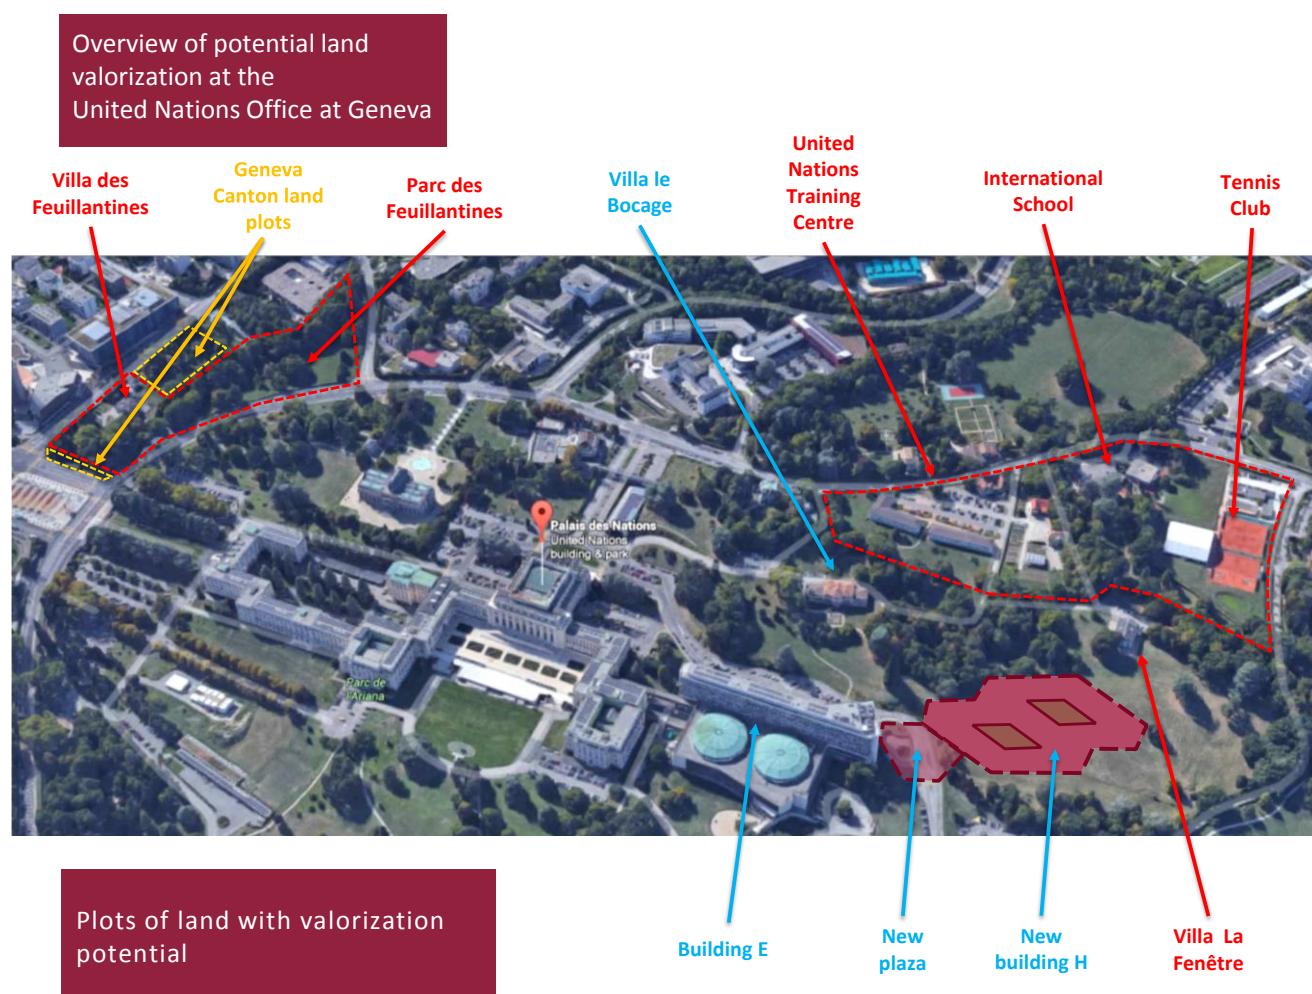 Overview of potential land
valorization at the
United Nations Office at Geneva
Villa des
Feuillantines
Geneva
Canton land
plots
Parc des
Feuillantines
Villa le
Bocage
United
Nations
Training
Centre
International
School
Tennis
Club
Palais des Nations
United Nations
building & park
Parc de
l'Ariana
Building E
New
plaza
New
building H
Villa La
Fenêtre
Plots of land with valorization
potential